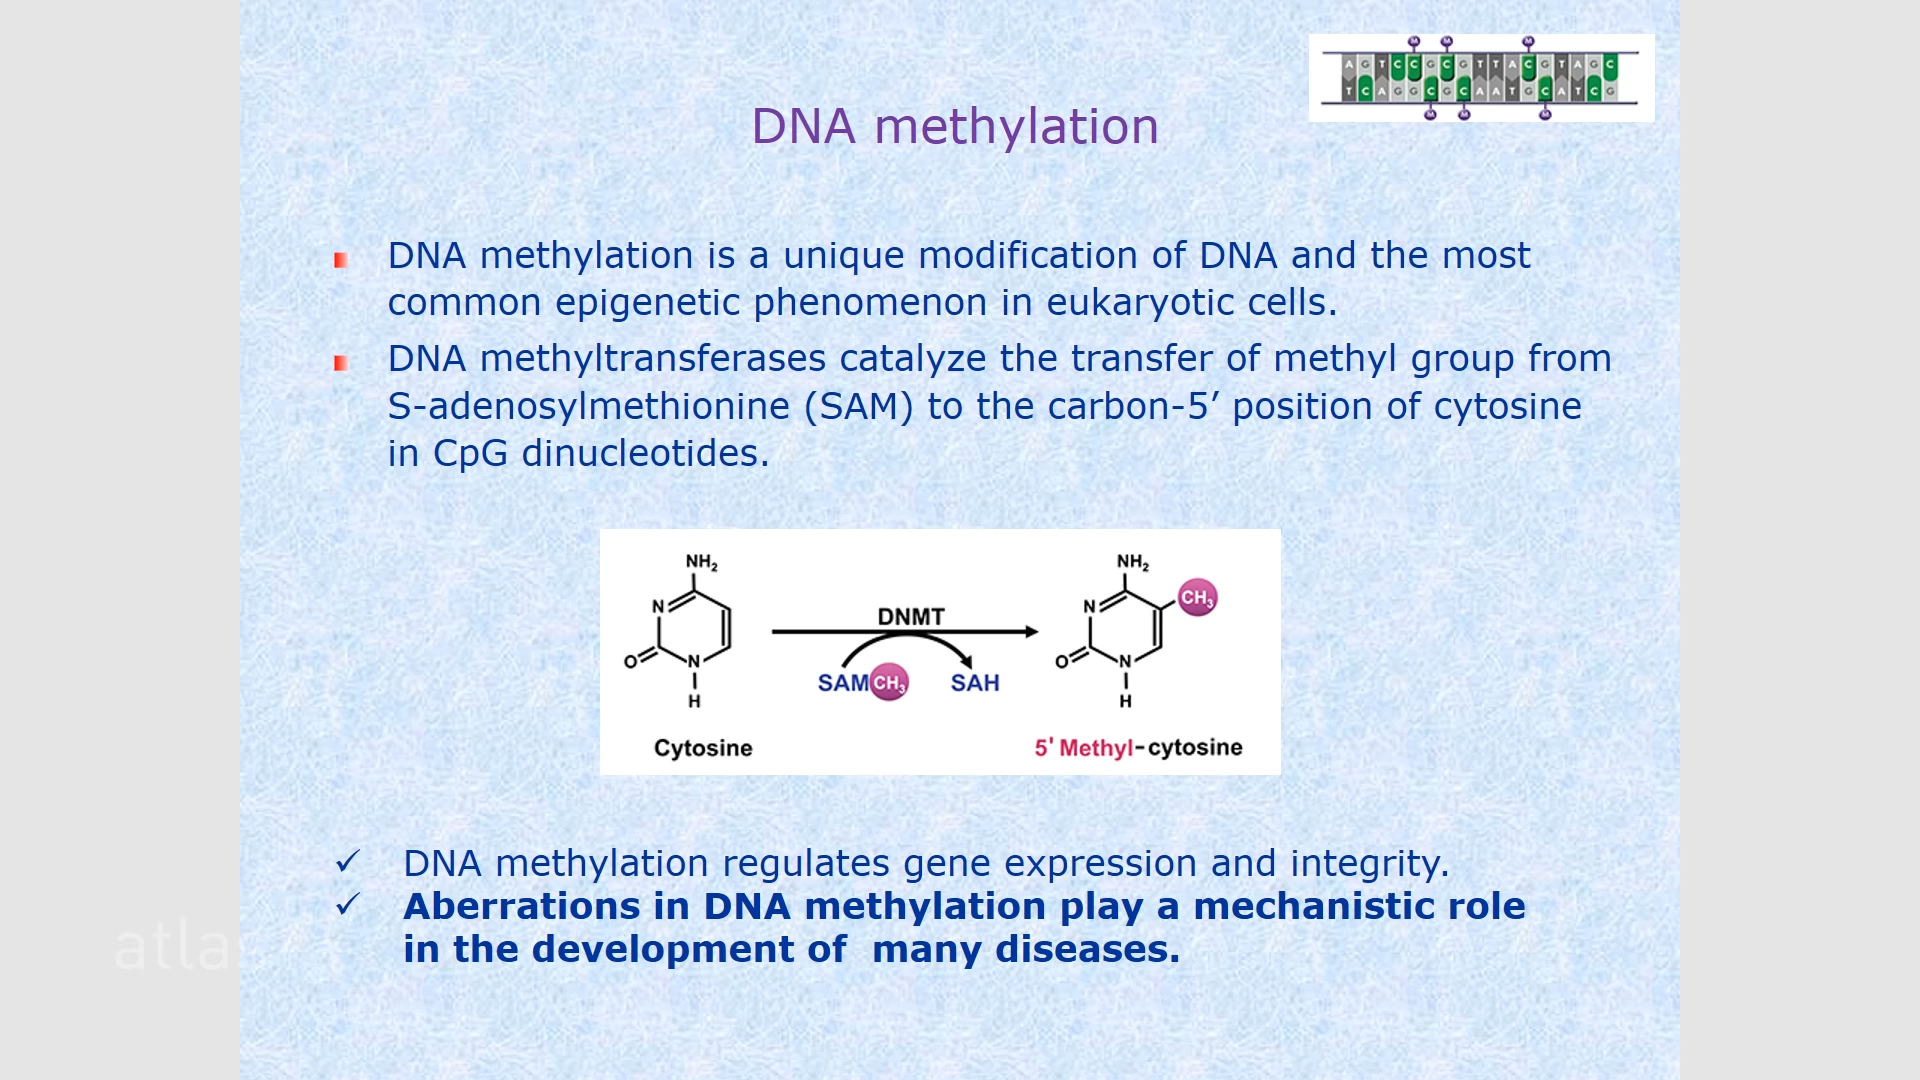 M M M
A G T C C G C G T T A C G T A G C
T C A G G C G C A A T G C A T C G
M M M
DNA methylation
DNA methylation is a unique modification of DNA and the most
common epigenetic phenomenon in eukaryotic cells.
DNA methyltransferases catalyze the transfer of methyl group from
S-adenosylmethionine (SAM) to the carbon-5’ position of cytosine
in CpG dinucleotides.
NH₂ NH₂
N DNMT N CH₃
O N O N
SAM CH₃ SAH
H H
Cytosine 5' Methyl-cytosine
DNA methylation regulates gene expression and integrity.
Aberrations in DNA methylation play a mechanistic role
in the development of  many diseases.
atla